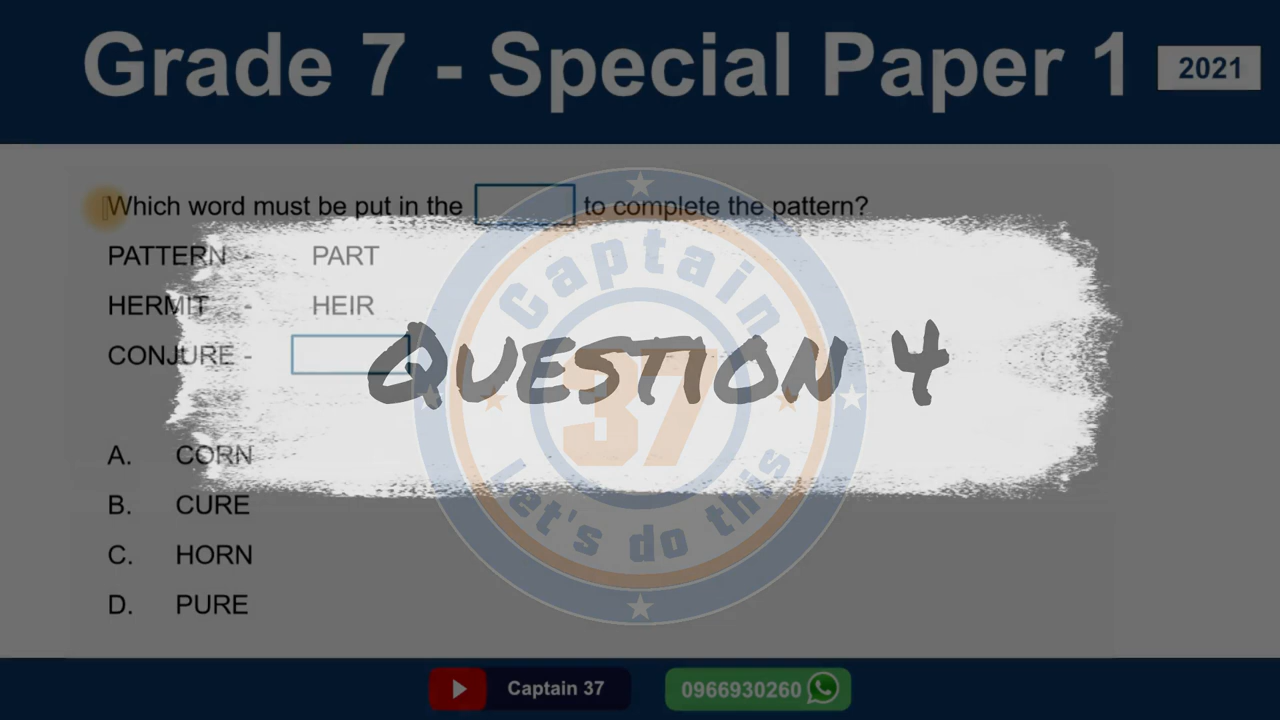 Grade 7 - Special Paper 1
2021
Which word must be put in the to complete the pattern?
PATTERN - PART
HERMIT - HEIR
CONJURE -
QUESTION 4
A. CORN
B. CURE
C. HORN
D. PURE
Captain
37
Let's do this
Captain 37
0966930260